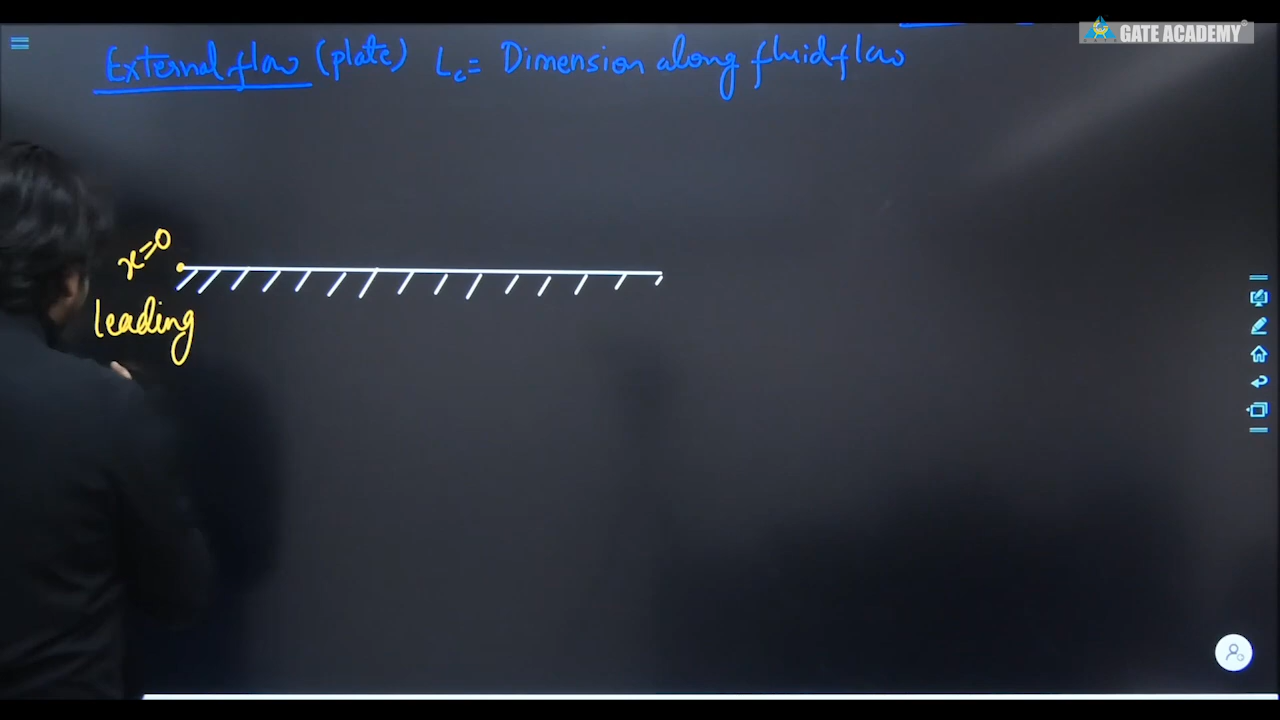 GATE ACADEMY®
External flow (plate) Lc = Dimension along fluid flow
x=0
leading